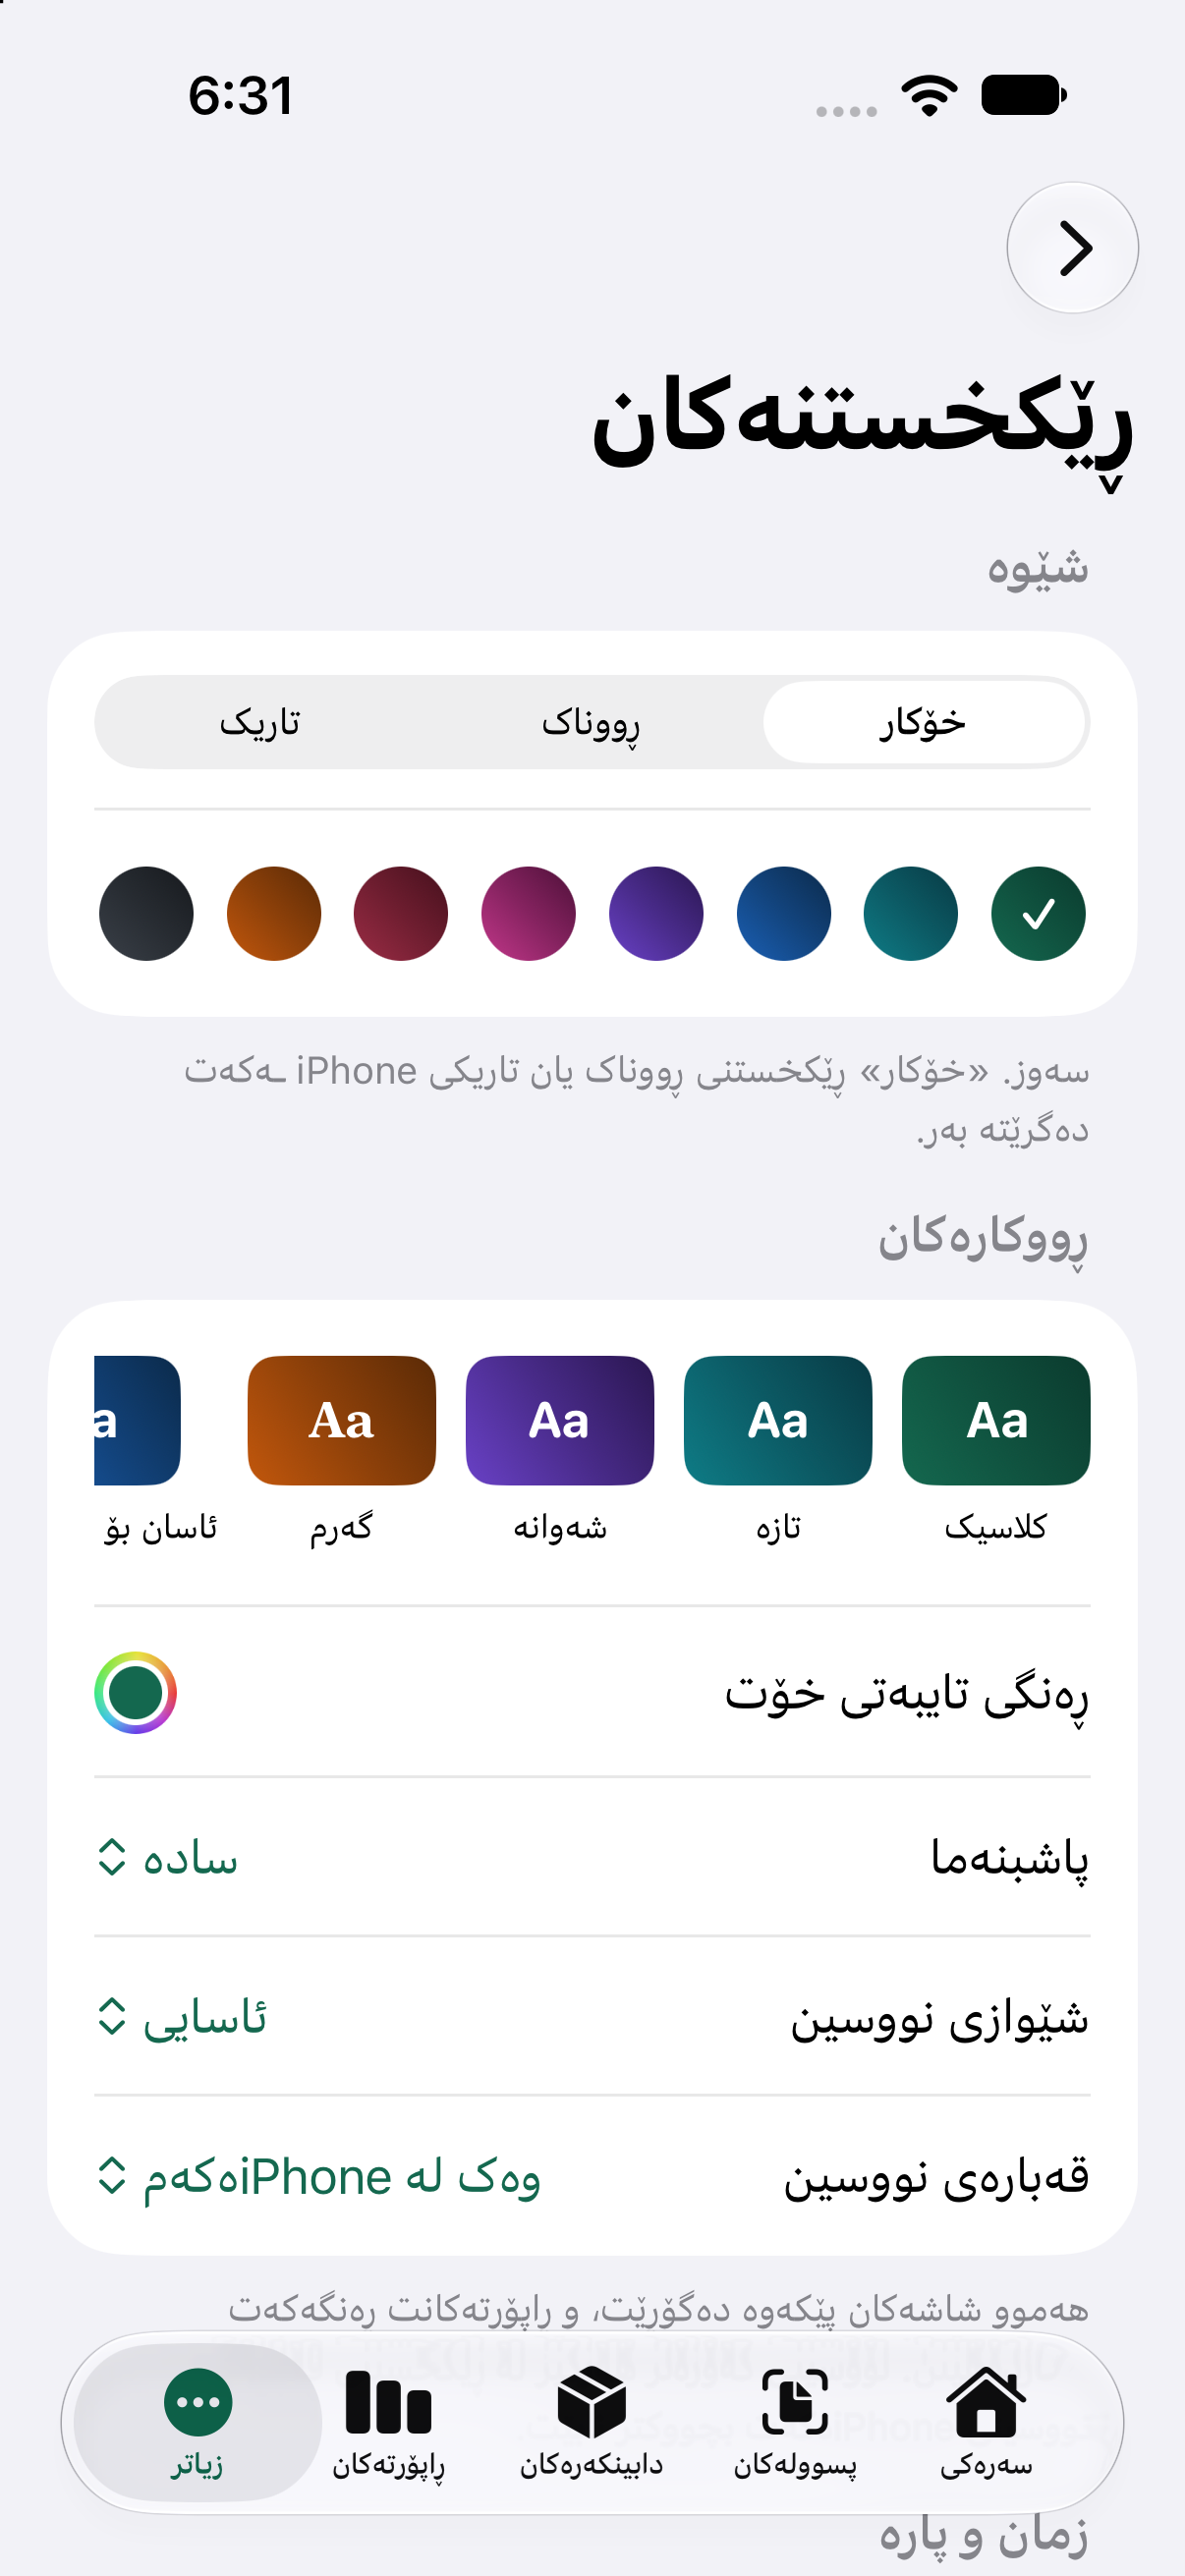 6:31
ڕێکخستنەکان
شێوە
خۆکار
ڕووناک
تاریک
سەوز. «خۆکار» ڕێکخستنی ڕووناک یان تاریکی iPhone ـەکەت
دەگرێتە بەر.
ڕووکارەکان
Aa
Aa
Aa
Aa
a
کلاسیک
تازە
شەوانە
گەرم
ئاسان بۆ
ڕەنگی تایبەتی خۆت
پاشبنەما
سادە
شێوازی نووسین
ئاسایی
قەبارەی نووسین
وەک لە iPhoneەکەم
هەموو شاشەکان پێکەوە دەگۆڕێت، و ڕاپۆرتەکانت ڕەنگەکەت
سەرەکی
پسوولەکان
دابینکەرەکان
ڕاپۆرتەکان
زیاتر
زمان و پارە